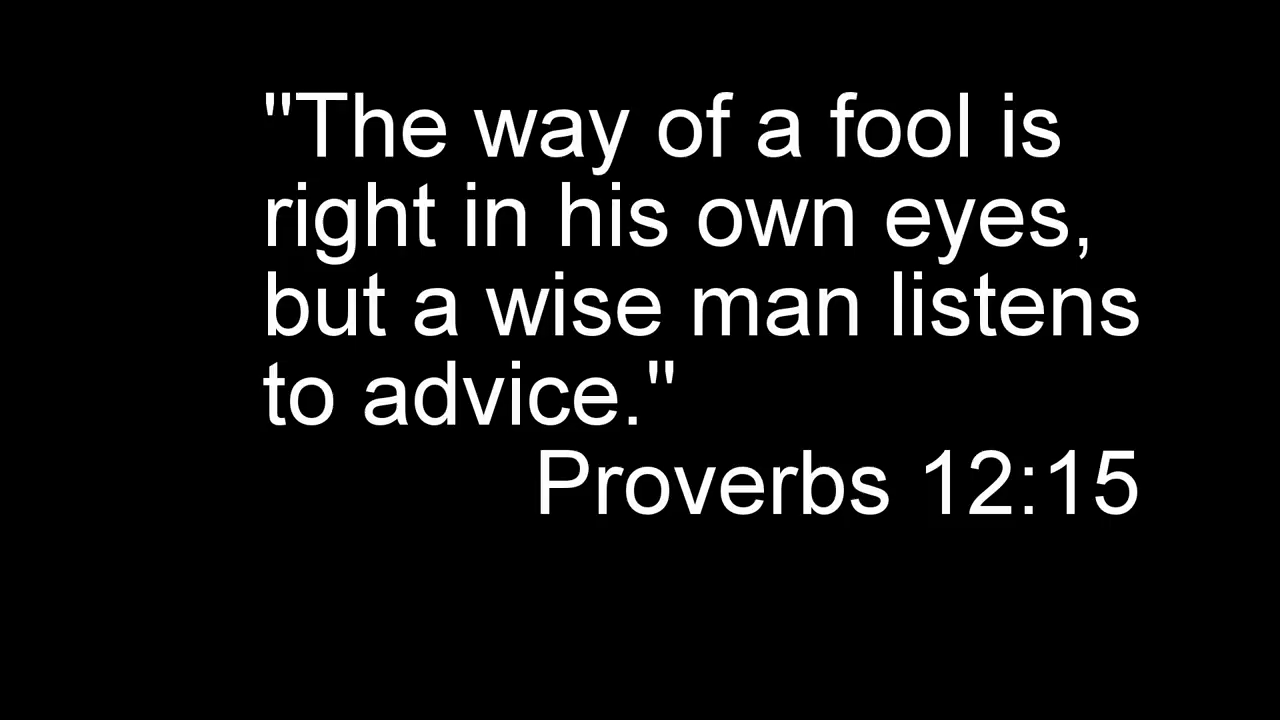 "The way of a fool is
right in his own eyes,
but a wise man listens
to advice."
Proverbs 12:15